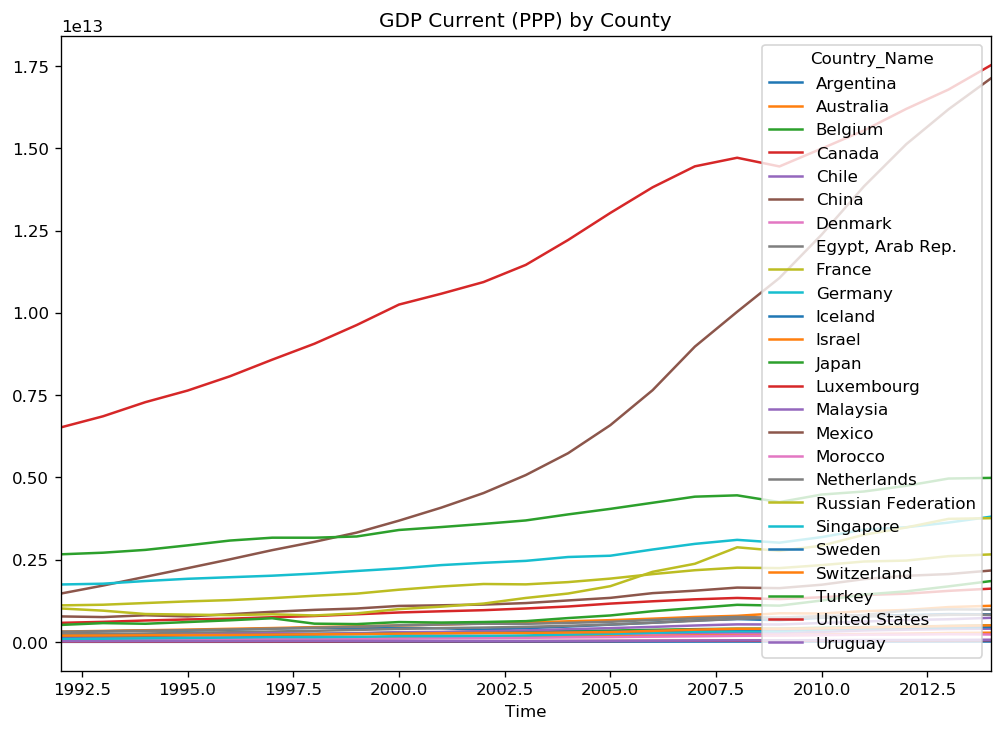 GDP Current (PPP) by County
1e13
1.75
1.50
1.25
1.00
0.75
0.50
0.25
0.00
Country_Name
Argentina
Australia
Belgium
Canada
Chile
China
Denmark
Egypt, Arab Rep.
France
Germany
Iceland
Israel
Japan
Luxembourg
Malaysia
Mexico
Morocco
Netherlands
Russian Federation
Singapore
Sweden
Switzerland
Turkey
United States
Uruguay
1992.5 1995.0 1997.5 2000.0 2002.5 2005.0 2007.5 2010.0 2012.5
Time